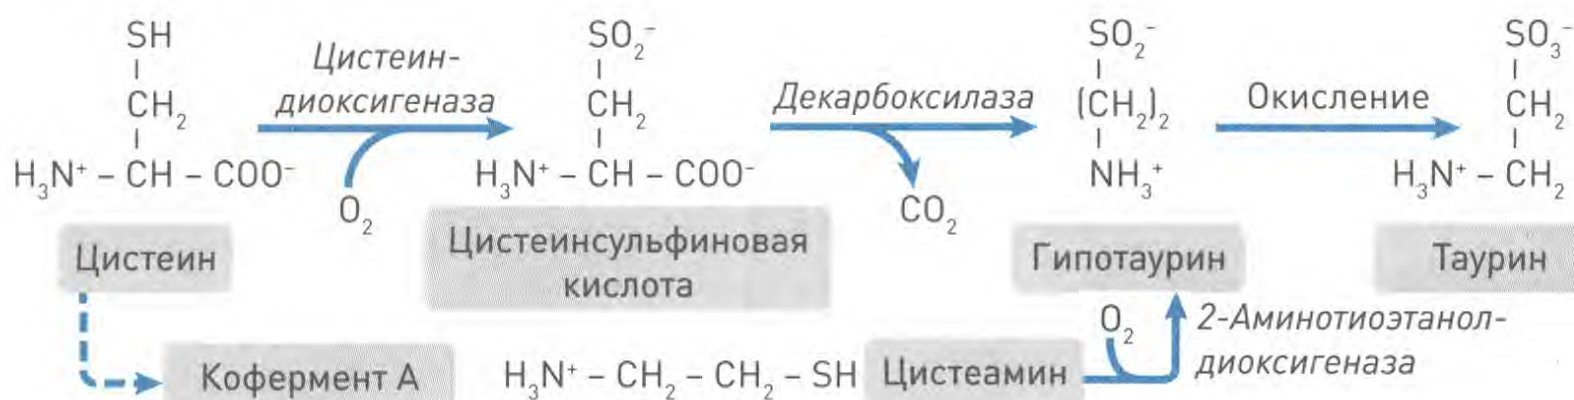 SH
CH₂
H₃N⁺ – CH – COO⁻
Цистеин
Цистеин-
диоксигеназа
O₂
SO₂⁻
CH₂
H₃N⁺ – CH – COO⁻
Цистеинсульфиновая
кислота
Декарбоксилаза
CO₂
SO₂⁻
(CH₂)₂
NH₃⁺
Гипотаурин
Окисление
SO₃⁻
CH₂
H₃N⁺ – CH₂
Таурин
Кофермент А
H₃N⁺ – CH₂ – CH₂ – SH
Цистеамин
O₂
2-Аминотиоэтанол-
диоксигеназа